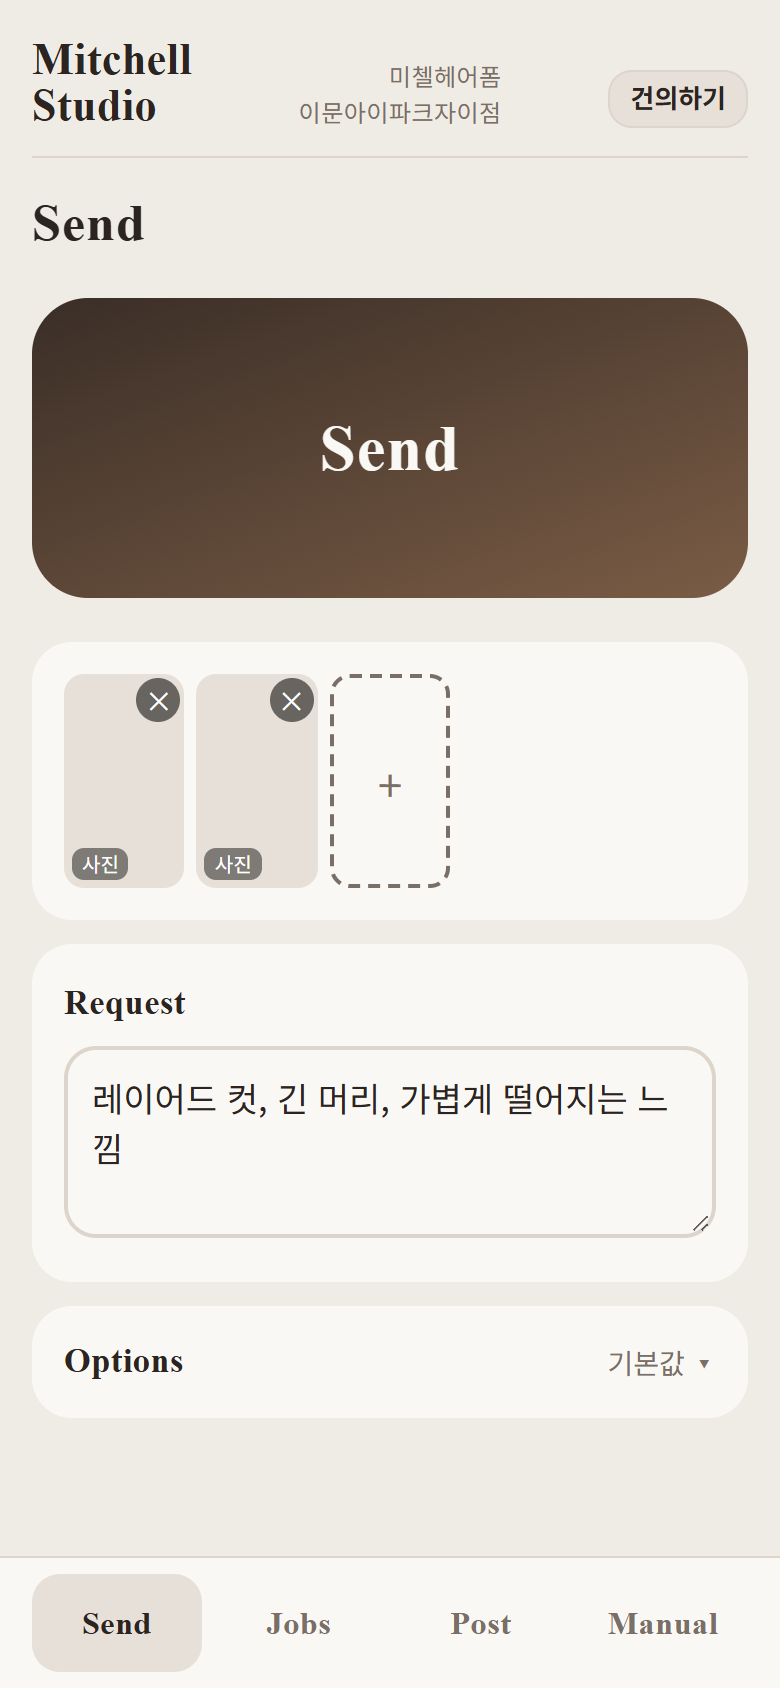 Mitchell
Studio
미첼헤어폼
이문아이파크자이점
건의하기
Send
Send
×
×
+
사진
사진
Request
레이어드 컷, 긴 머리, 가볍게 떨어지는 느
낌
Options
기본값 ▼
Send
Jobs
Post
Manual